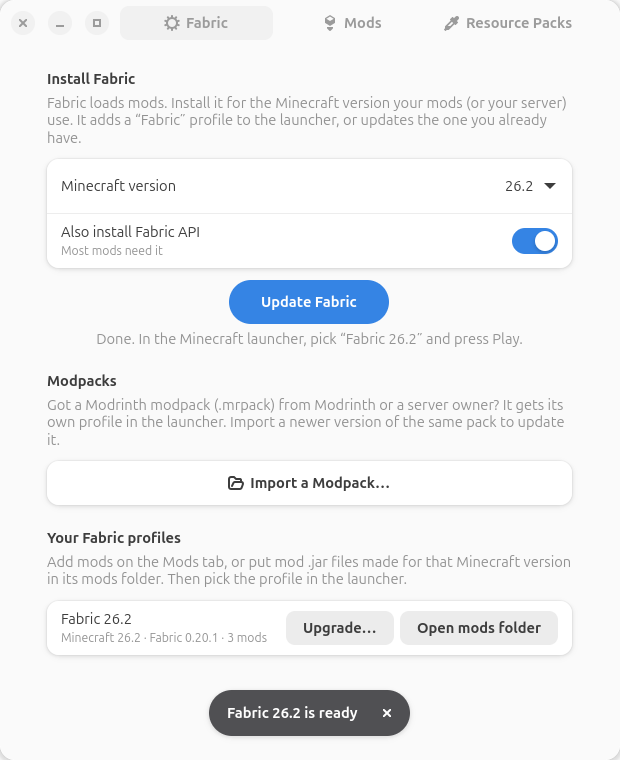 Fabric
Mods
Resource Packs
Install Fabric
Fabric loads mods. Install it for the Minecraft version your mods (or your server)
use. It adds a “Fabric” profile to the launcher, or updates the one you already
have.
Minecraft version
26.2
Also install Fabric API
Most mods need it
Update Fabric
Done. In the Minecraft launcher, pick “Fabric 26.2” and press Play.
Modpacks
Got a Modrinth modpack (.mrpack) from Modrinth or a server owner? It gets its
own profile in the launcher. Import a newer version of the same pack to update
it.
Import a Modpack…
Your Fabric profiles
Add mods on the Mods tab, or put mod .jar files made for that Minecraft version
in its mods folder. Then pick the profile in the launcher.
Fabric 26.2
Minecraft 26.2 · Fabric 0.20.1 · 3 mods
Upgrade…
Open mods folder
Fabric 26.2 is ready